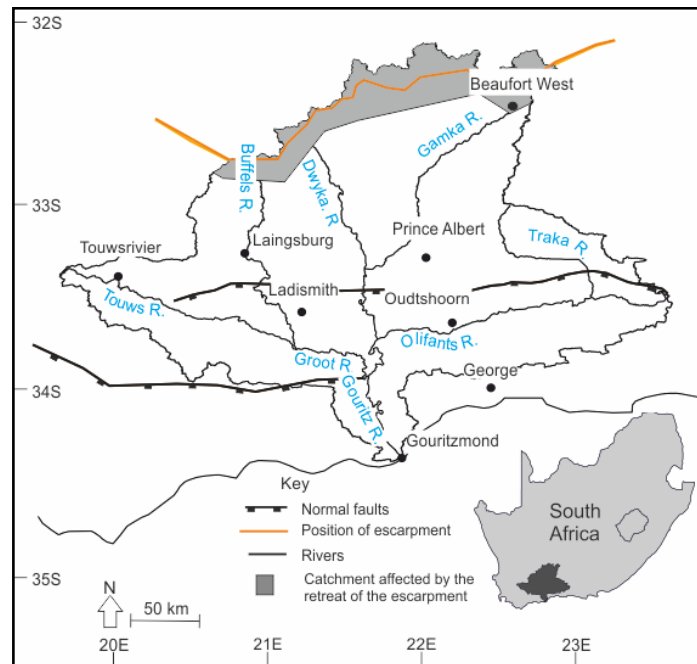 32S
Beaufort West
Gamka R.
Buffels R.
Dwyka. R
33S
Touwsrivier
Laingsburg
Prince Albert
Traka R.
Ladismith
Oudtshoorn
Touws R.
Olifants R.
Groot R.
George
34S
Gouritz R.
Gouritzmond
Key
Normal faults
South
Africa
Position of escarpment
Rivers
Catchment affected by the
retreat of the escarpment
35S
N
50 km
20E
21E
22E
23E